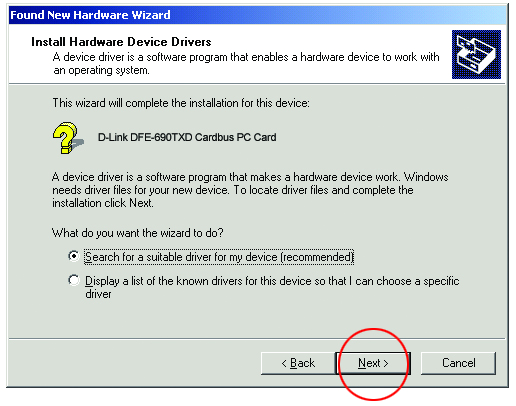 Found New Hardware Wizard
Install Hardware Device Drivers
A device driver is a software program that enables a hardware device to work with
an operating system.
This wizard will complete the installation for this device:
D-Link DFE-690TXD Cardbus PC Card
A device driver is a software program that makes a hardware device work. Windows
needs driver files for your new device. To locate driver files and complete the
installation click Next.
What do you want the wizard to do?
Search for a suitable driver for my device (recommended)
Display a list of the known drivers for this device so that I can choose a specific
driver
< Back
Next >
Cancel